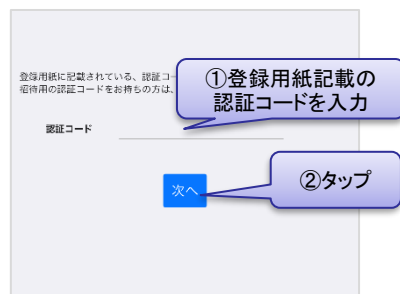 登録用紙に記載されている、認証コー
招待用の認証コードをお持ちの方は、
①登録用紙記載の
認証コードを入力
認証コード
②タップ
次へ